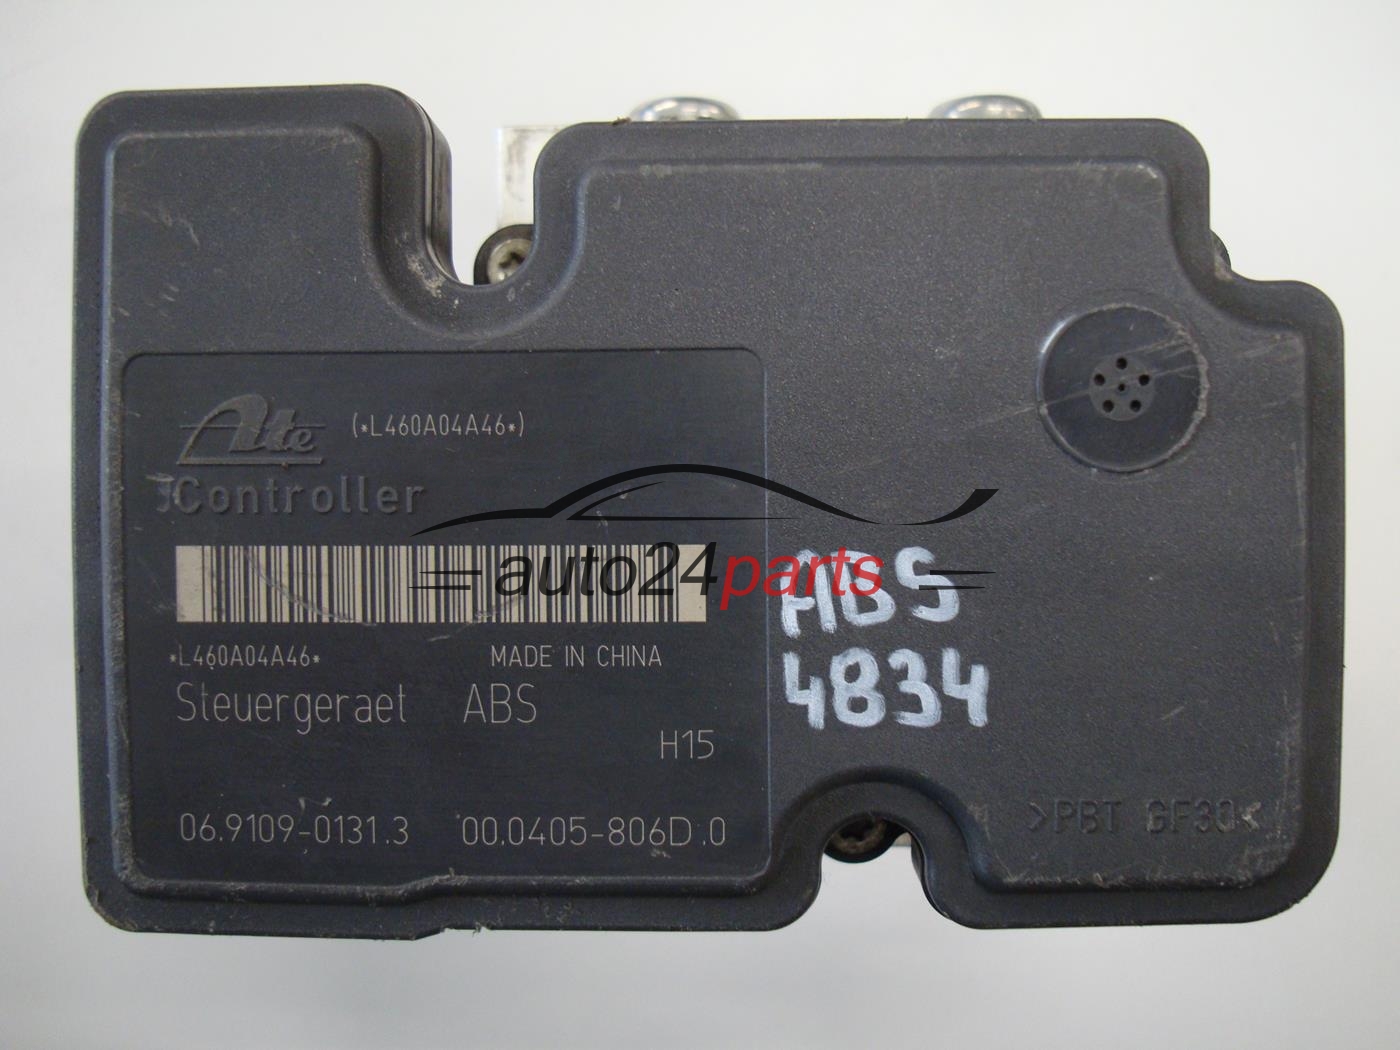 Ate (*L460A04A46*)
Controller
auto24parts
ABS
4834
*L460A04A46* MADE IN CHINA
Steuergeraet ABS
H15
06.9109-0131.3 00.0405-806D.0
>PBT GF30<